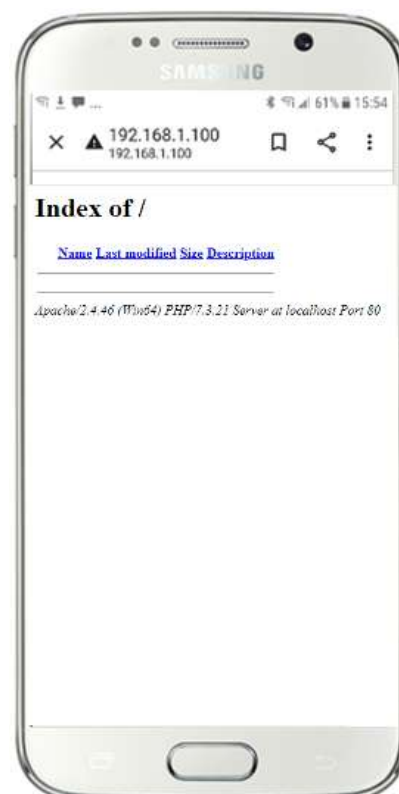 SAMSUNG
... 61% 15:54
192.168.1.100
192.168.1.100
Index of /
Name Last modified Size Description
Apache/2.4.46 (Win64) PHP/7.3.21 Server at localhost Port 80